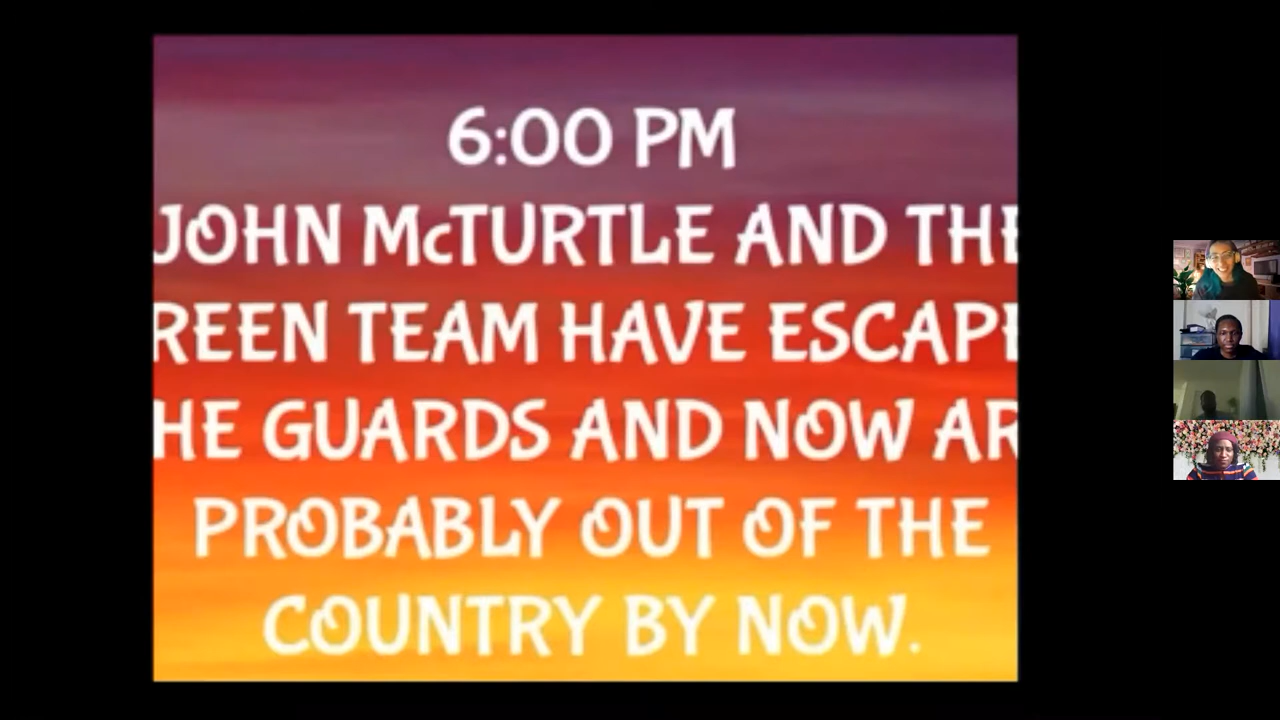 6:00 PM
JOHN McTURTLE AND THE
REEN TEAM HAVE ESCAPE
HE GUARDS AND NOW AR
PROBABLY OUT OF THE
COUNTRY BY NOW.